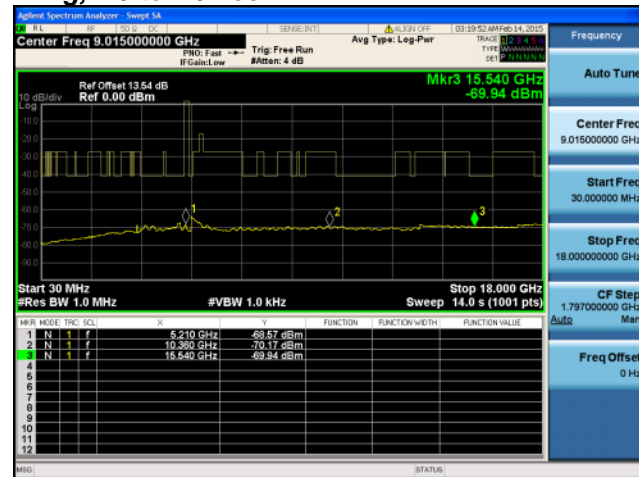 Agilent Spectrum Analyzer - Swept SA
RL RF 50 Ω DC SENSE:INT ALIGN OFF 03:19:52 AM Feb 14, 2015
Center Freq 9.015000000 GHz Avg Type: Log-Pwr TRACE 1 2 3 4 5 6
PNO: Fast Trig: Free Run TYPE
IFGain:Low #Atten: 4 dB DET P N N N N N
Mkr3 15.540 GHz
-69.94 dBm
Ref Offset 13.54 dB
10 dB/div Ref 0.00 dBm
Log
-10.0
-20.0
-30.0
-40.0
-50.0
-60.0
-70.0
-80.0
-90.0
1
2
3
Start 30 MHz Stop 18.000 GHz
#Res BW 1.0 MHz #VBW 1.0 kHz Sweep 14.0 s (1001 pts)
MKR MODE TRC SCL X Y FUNCTION FUNCTION WIDTH FUNCTION VALUE
1 N 1 f 5.210 GHz -68.57 dBm
2 N 1 f 10.360 GHz -70.17 dBm
3 N 1 f 15.540 GHz -69.94 dBm
4
5
6
7
8
9
10
11
12
MSG STATUS
Frequency
Auto Tune
Center Freq
9.015000000 GHz
Start Freq
30.000000 MHz
Stop Freq
18.000000000 GHz
CF Step
1.797000000 GHz
Auto Man
Freq Offset
0 Hz